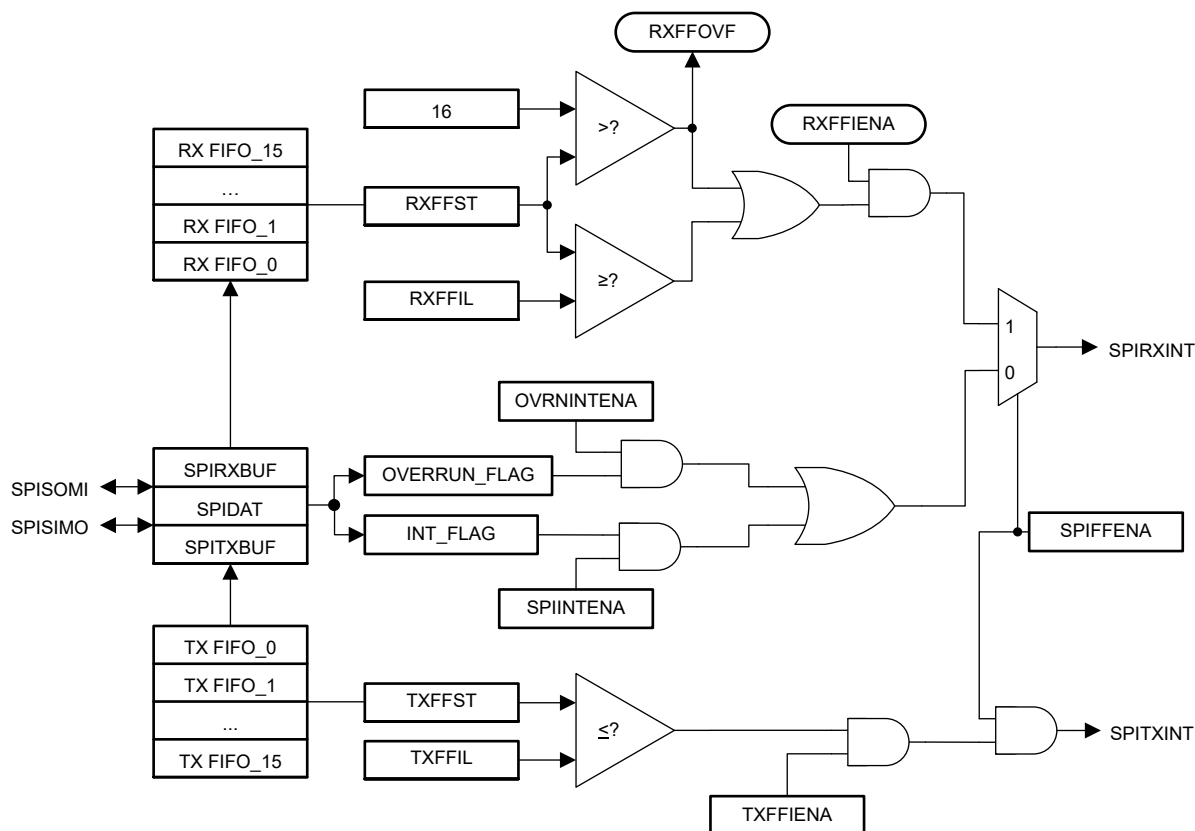 RXFFOVF
16
>?
RXFFIENA
RX FIFO_15
...
RX FIFO_1
RX FIFO_0
RXFFST
RXFFIL
≥?
1
0
SPIRXINT
OVRNINTENA
SPISOMI
SPISIMO
SPIRXBUF
SPIDAT
SPITXBUF
OVERRUN_FLAG
INT_FLAG
SPIINTENA
SPIFFENA
TX FIFO_0
TX FIFO_1
...
TX FIFO_15
TXFFST
TXFFIL
≤?
TXFFIENA
SPITXINT